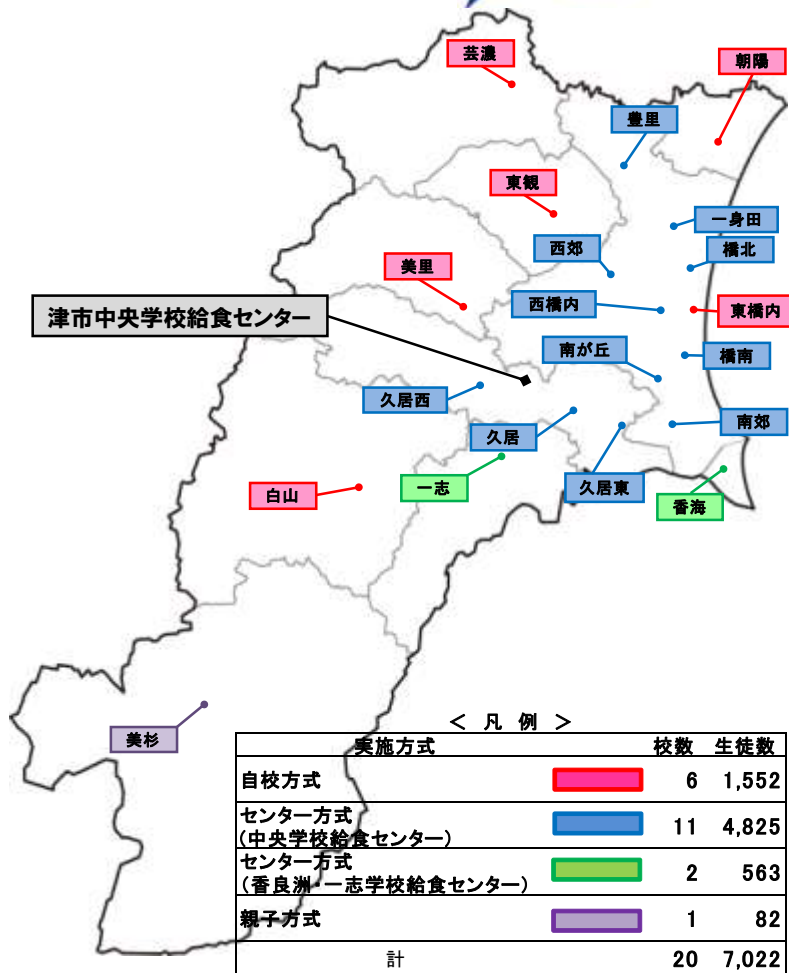 芸濃
朝陽
豊里
東観
一身田
西郊
橋北
美里
西橋内
東橋内
津市中央学校給食センター
南が丘
橋南
久居西
久居
南郊
白山
一志
久居東
香海
美杉
＜ 凡 例 ＞
実施方式 校数 生徒数
自校方式 6 1,552
センター方式
（中央学校給食センター） 11 4,825
センター方式
（香良洲・一志学校給食センター） 2 563
親子方式 1 82
計 20 7,022